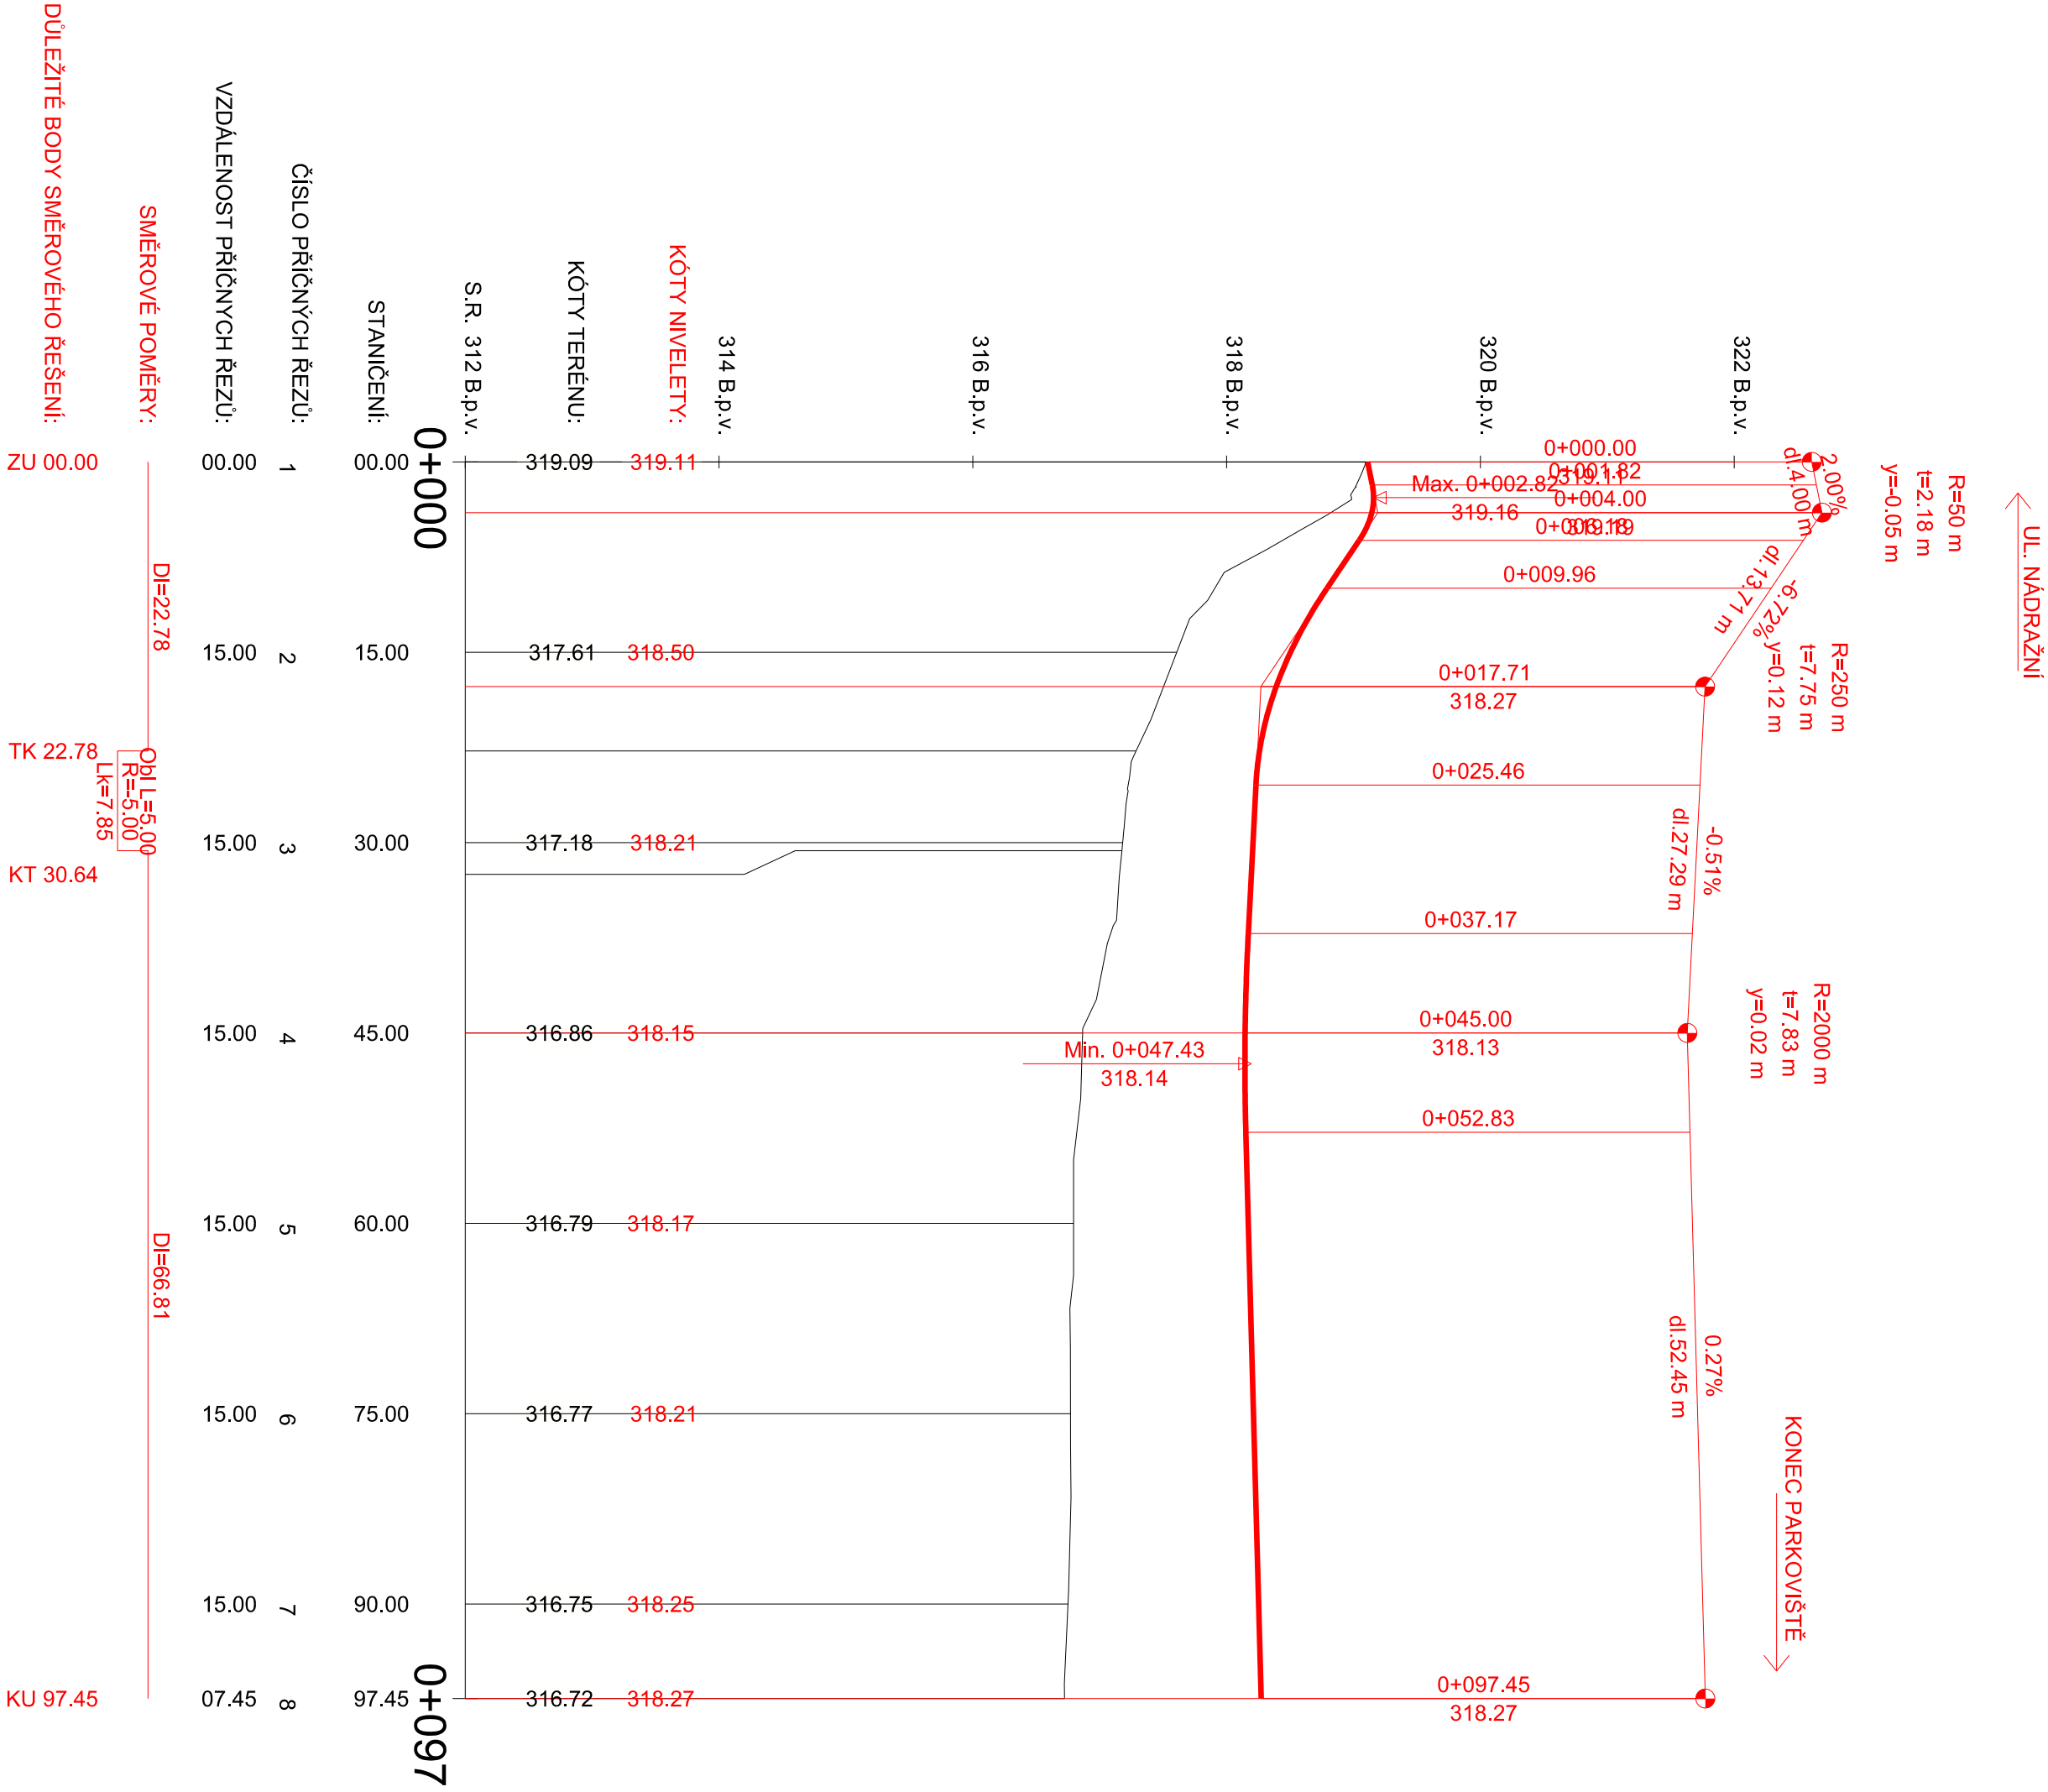 UL. NÁDRAŽNÍ
KONEC PARKOVIŠTĚ
R=50 m
t=2.18 m
y=-0.05 m
R=250 m
t=7.75 m
y=0.12 m
R=2000 m
t=7.83 m
y=0.02 m
2.00%
dl.4.00 m
-6.72%
dl.13.71 m
-0.51%
dl.27.29 m
0.27%
dl.52.45 m
0+000.00
319.11
0+001.82
Max. 0+002.82
319.16
0+004.00
319.19
0+006.18
0+009.96
0+017.71
318.27
0+025.46
0+037.17
0+045.00
318.13
Min. 0+047.43
318.14
0+052.83
0+097.45
318.27
322 B.p.v.
320 B.p.v.
318 B.p.v.
316 B.p.v.
314 B.p.v.
S.R. 312 B.p.v.
KÓTY NIVELETY:
319.11
318.50
318.21
318.15
318.17
318.21
318.25
318.27
KÓTY TERÉNU:
319.09
317.61
317.18
316.86
316.79
316.77
316.75
316.72
0+000
0+097
STANIČENÍ:
00.00
15.00
30.00
45.00
60.00
75.00
90.00
97.45
ČÍSLO PŘÍČNÝCH ŘEZŮ:
1
2
3
4
5
6
7
8
VZDÁLENOST PŘÍČNYCH ŘEZŮ:
00.00
15.00
15.00
15.00
15.00
15.00
15.00
07.45
SMĚROVÉ POMĚRY:
Dl=22.78
Obl L=5.00
R=-5.00
Lk=7.85
Dl=66.81
DŮLEŽITÉ BODY SMĚROVÉHO ŘEŠENÍ:
ZU 00.00
TK 22.78
KT 30.64
KU 97.45